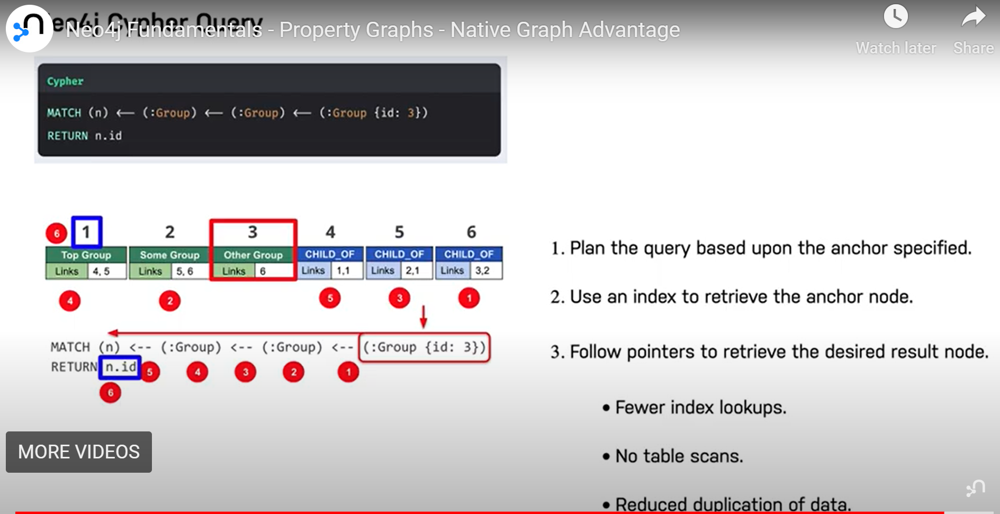 Neo4j Cypher Query
Neo4j Fundamentals - Property Graphs - Native Graph Advantage
Watch later
Share
Cypher
MATCH (n) <-- (:Group) <-- (:Group) <-- (:Group {id: 3})
RETURN n.id
6 1 2 3 4 5 6
Top Group Some Group Other Group CHILD_OF CHILD_OF CHILD_OF
Links 4, 5 Links 5, 6 Links 6 Links 1,1 Links 2,1 Links 3,2
4 2 5 3 1
MATCH (n) <-- (:Group) <-- (:Group) <-- (:Group {id: 3})
RETURN n.id 5 4 3 2 1
6
1. Plan the query based upon the anchor specified.
2. Use an index to retrieve the anchor node.
3. Follow pointers to retrieve the desired result node.
• Fewer index lookups.
• No table scans.
• Reduced duplication of data.
MORE VIDEOS